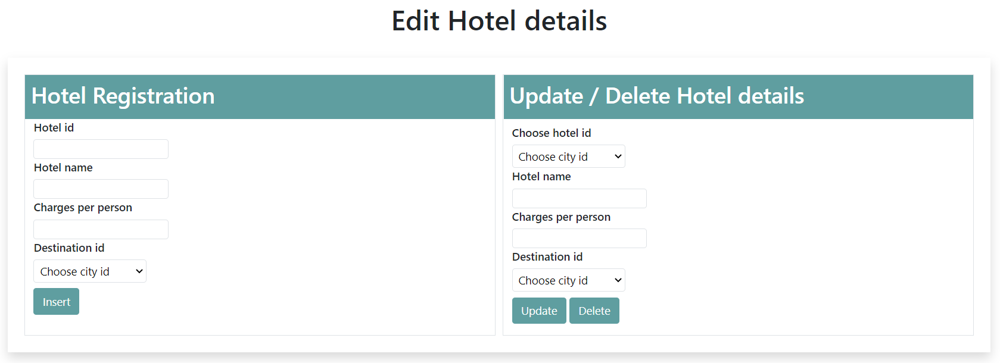 Edit Hotel details
Hotel Registration
Hotel id
Hotel name
Charges per person
Destination id
Choose city id
Insert
Update / Delete Hotel details
Choose hotel id
Choose city id
Hotel name
Charges per person
Destination id
Choose city id
Update Delete